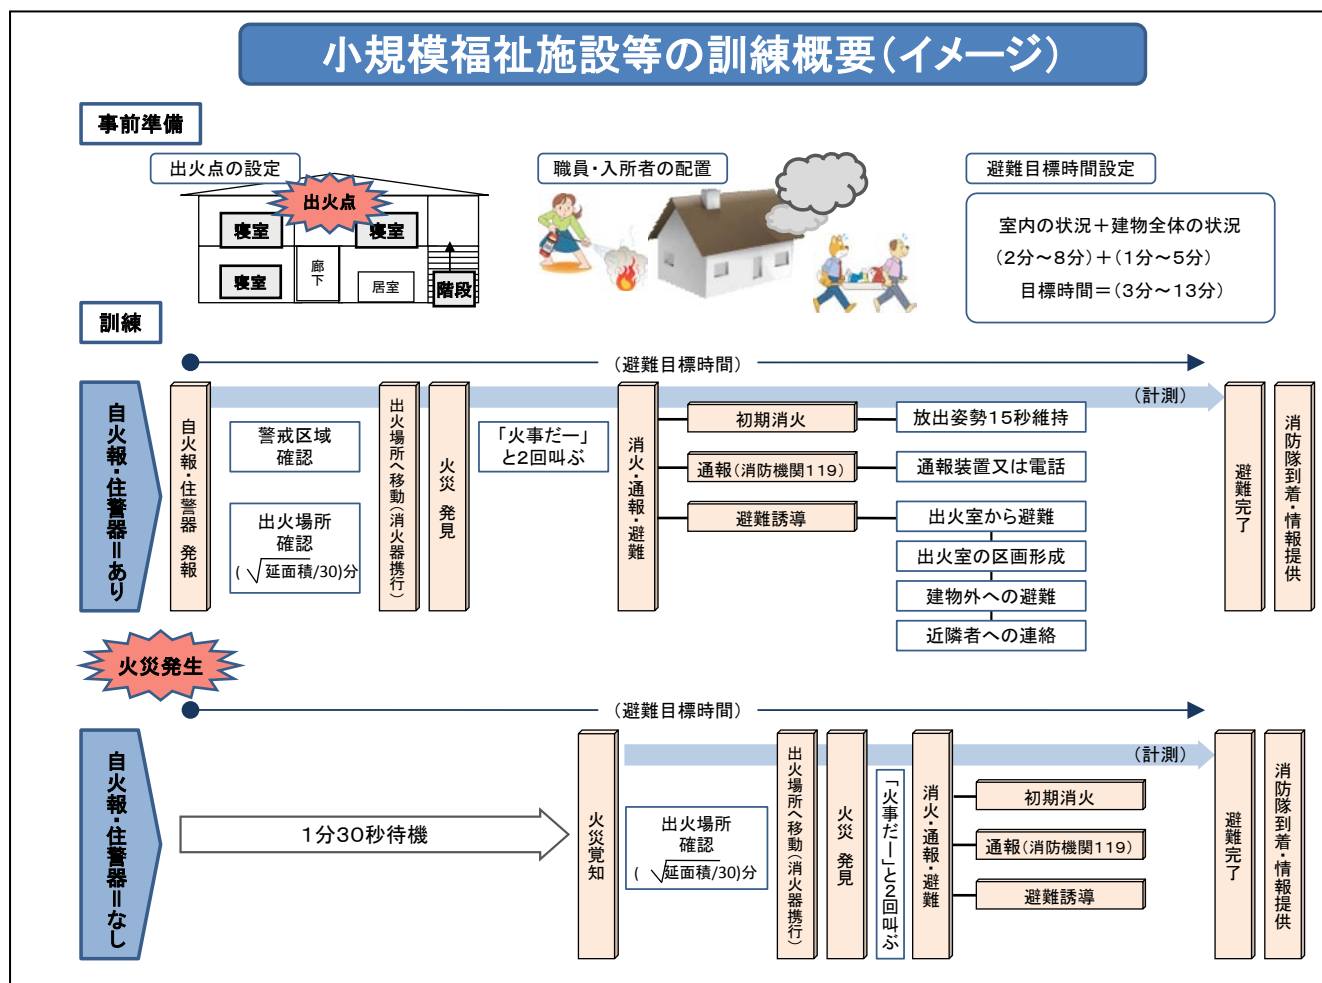 小規模福祉施設等の訓練概要（イメージ）
事前準備
出火点の設定
出火点
寝室
寝室
寝室
廊下
居室
階段
職員・入所者の配置
避難目標時間設定
室内の状況＋建物全体の状況
（2分～8分）＋（1分～5分）
目標時間＝（3分～13分）
訓練
（避難目標時間）
（計測）
自火報・住警器＝あり
自火報・住警器 発報
警戒区域
確認
出火場所
確認
(√延面積/30)分
出火場所へ移動（消火器携行）
火災 発見
「火事だー」
と2回叫ぶ
消火・通報・避難
初期消火
放出姿勢15秒維持
通報（消防機関119）
通報装置又は電話
避難誘導
出火室から避難
出火室の区画形成
建物外への避難
近隣者への連絡
避難完了
消防隊到着・情報提供
火災発生
（避難目標時間）
（計測）
自火報・住警器＝なし
1分30秒待機
火災覚知
出火場所
確認
( √延面積/30)分
出火場所へ移動（消火器携行）
火災 発見
「火事だー」と2回叫ぶ
消火・通報・避難
初期消火
通報（消防機関119）
避難誘導
避難完了
消防隊到着・情報提供